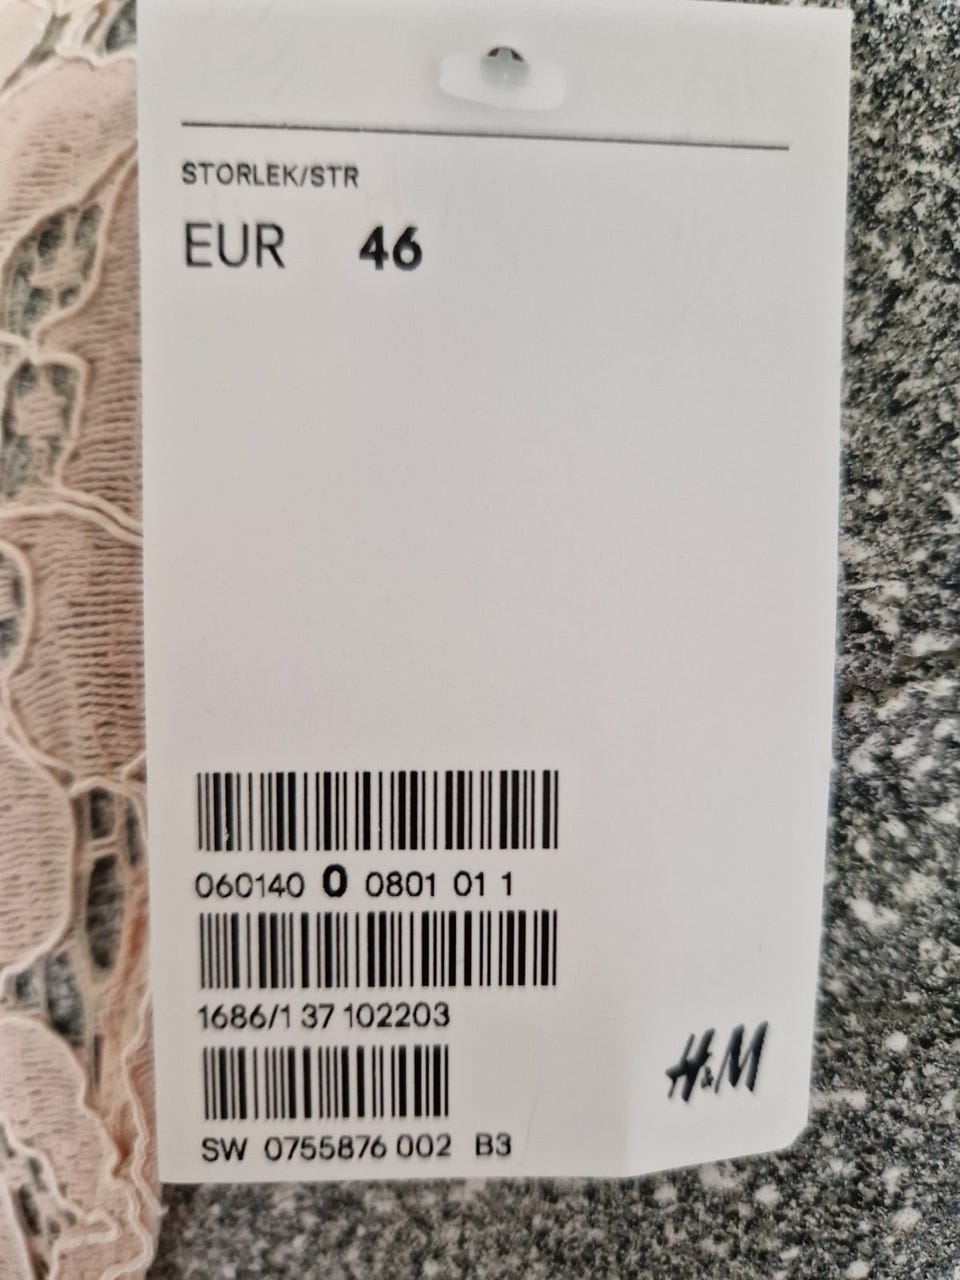 STORLEK/STR
EUR 46
060140 0 0801 01 1
1686/1 37 102203
H&M
SW 0755876 002 B3